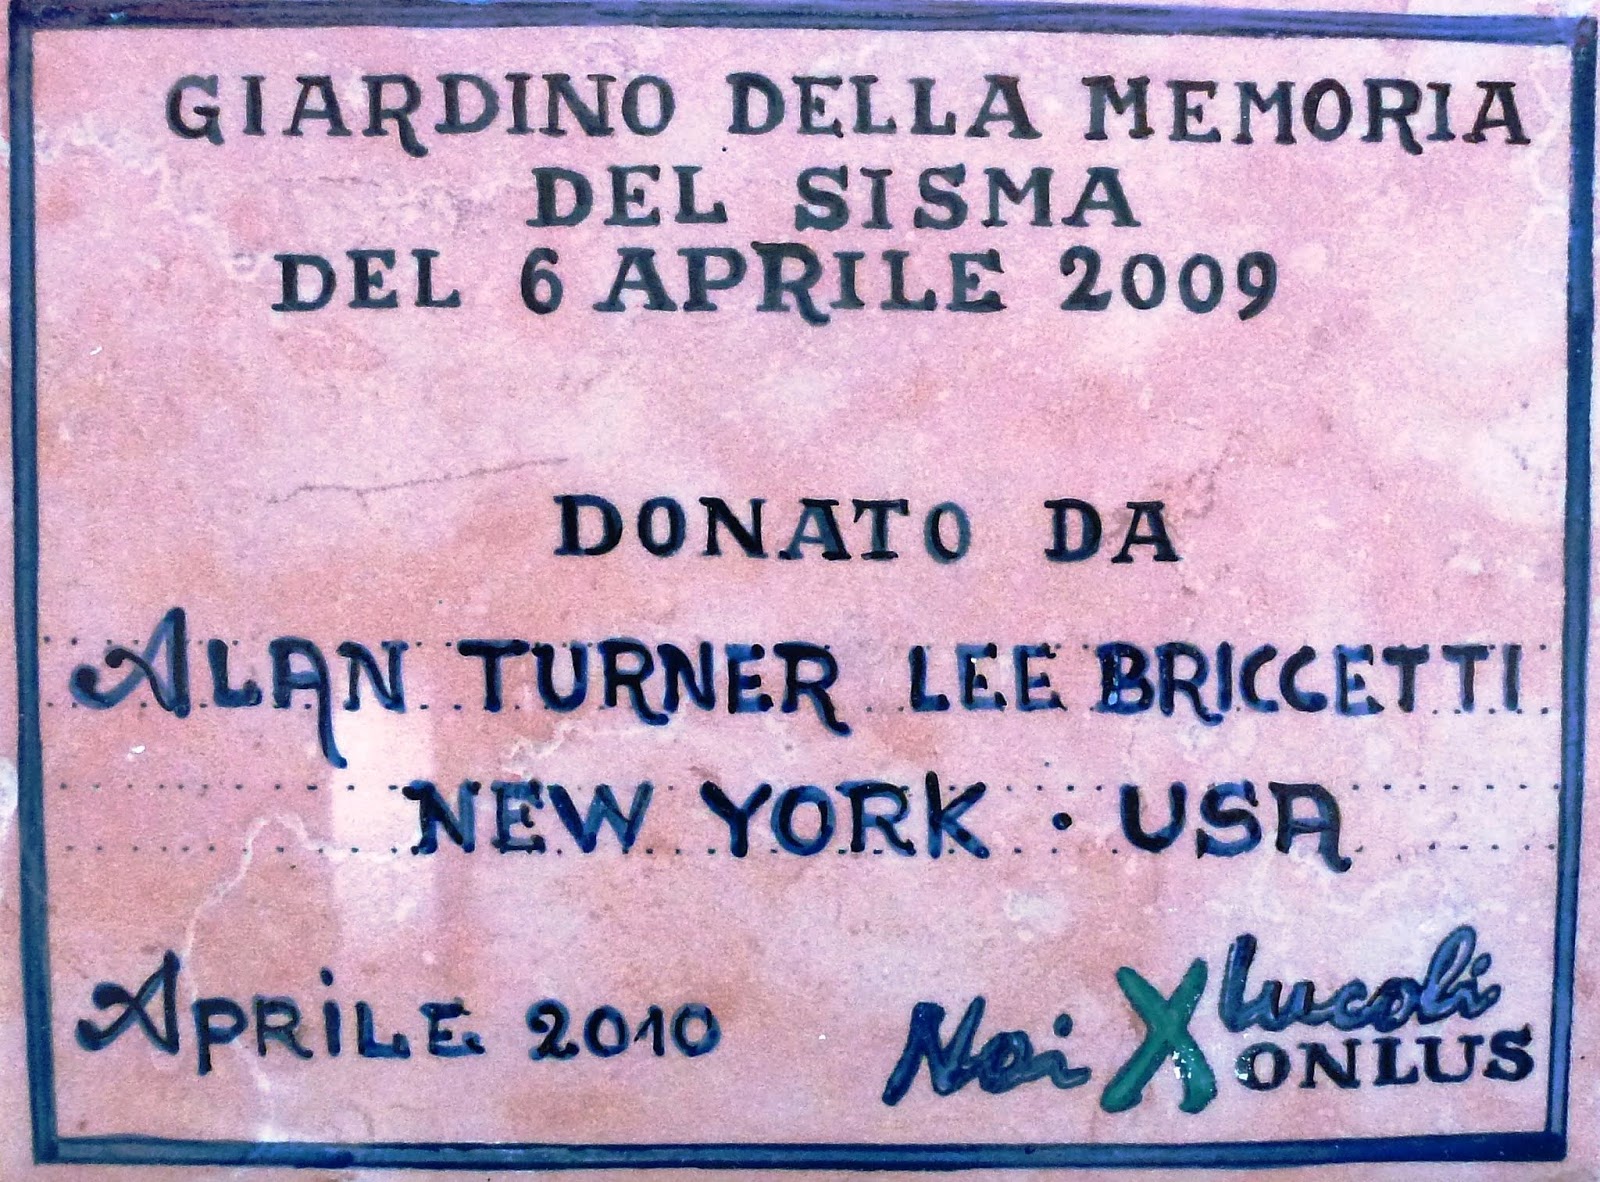 GIARDINO DELLA MEMORIA
DEL SISMA
DEL 6 APRILE 2009
DONATO DA
ALAN TURNER LEE BRICCETTI
NEW YORK · USA
APRILE 2010
Noi X Lucoli
ONLUS